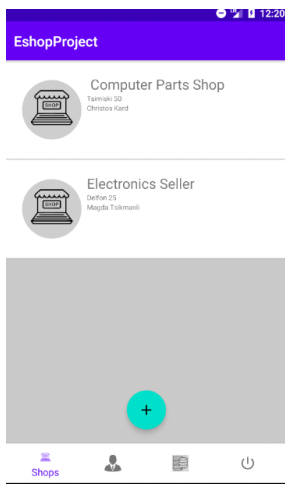 12:20
EshopProject
Computer Parts Shop
Tsimiski 50
Christos Kard
SHOP
Electronics Seller
Delfon 25
Magda Tsikmanli
SHOP
+
Shops